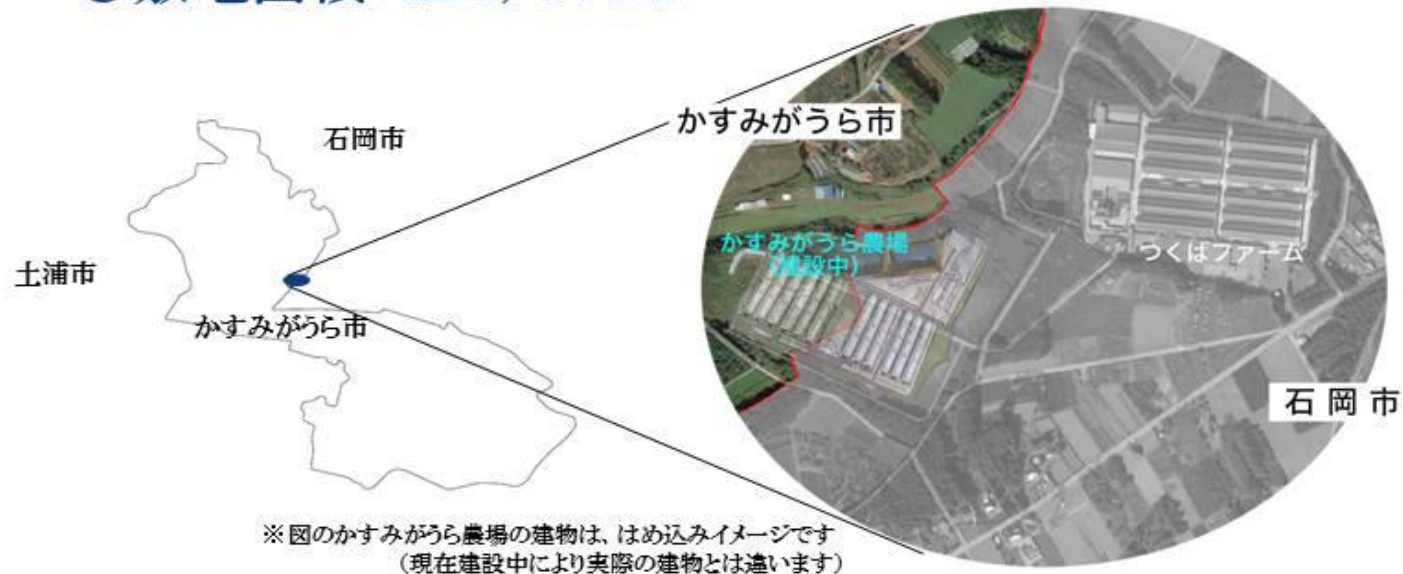 石岡市
かすみがうら市
土浦市
かすみがうら市
かすみがうら農場
(建設中)
つくばファーム
石岡市
※図のかすみがうら農場の建物は、はめ込みイメージです
(現在建設中により実際の建物とは違います)